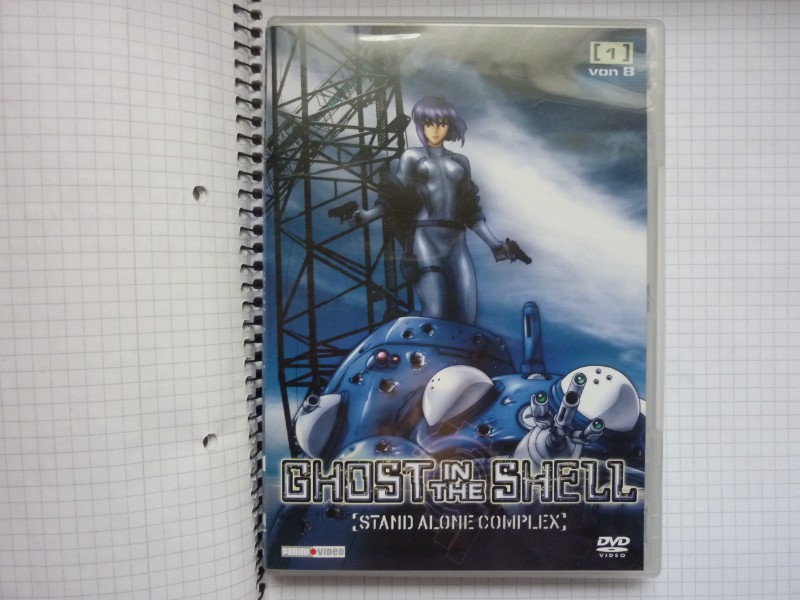 [1]
von 8
GHOST IN THE SHELL
[STAND ALONE COMPLEX]
PANINI VIDEO
DVD
VIDEO